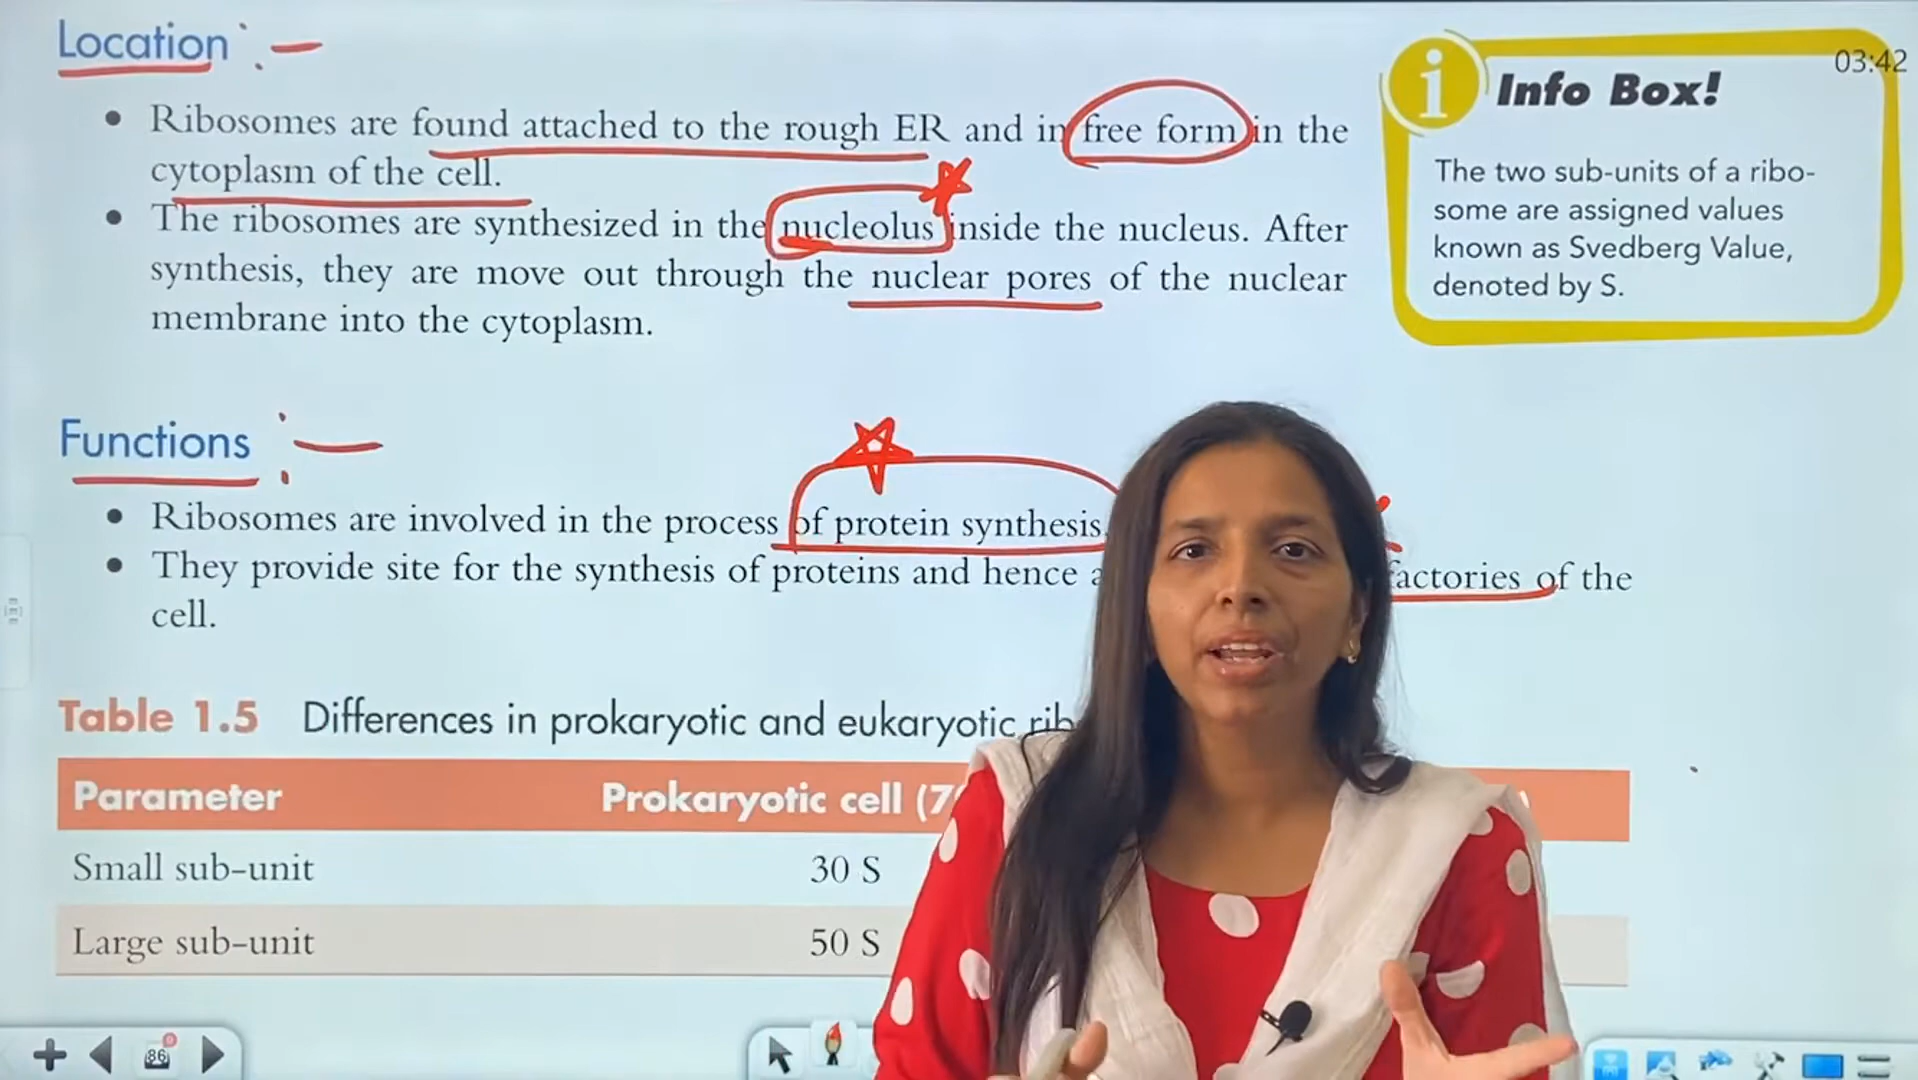 Location :-
03:42
Info Box!
• Ribosomes are found attached to the rough ER and in free form in the
cytoplasm of the cell.
• The ribosomes are synthesized in the nucleolus inside the nucleus. After
synthesis, they are move out through the nuclear pores of the nuclear
membrane into the cytoplasm.
The two sub-units of a ribo-
some are assigned values
known as Svedberg Value,
denoted by S.
Functions :-
• Ribosomes are involved in the process of protein synthesis.
• They provide site for the synthesis of proteins and hence factories of the
cell.
Table 1.5 Differences in prokaryotic and eukaryotic
Parameter Prokaryotic cell
Small sub-unit 30 S
Large sub-unit 50 S
86